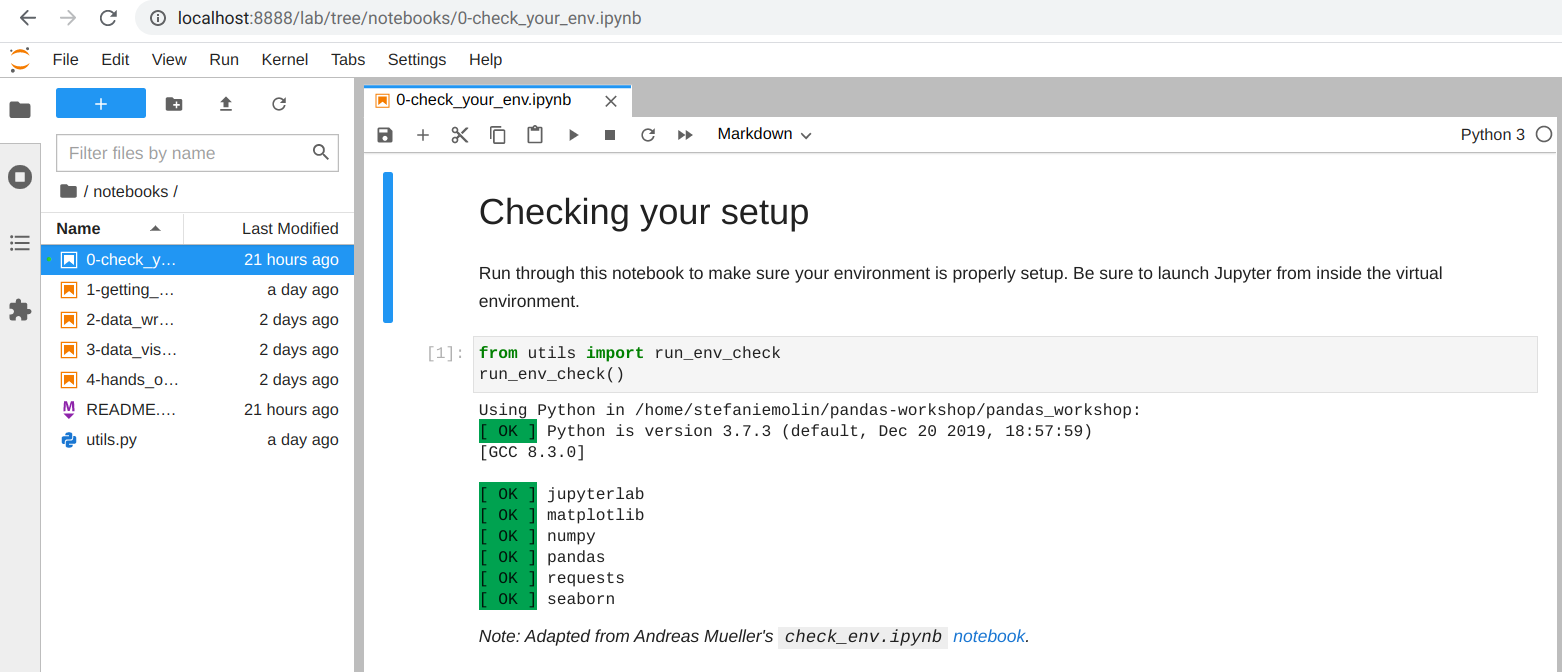 localhost:8888/lab/tree/notebooks/0-check_your_env.ipynb
File Edit View Run Kernel Tabs Settings Help
+
Filter files by name
/ notebooks /
Name Last Modified
0-check_y… 21 hours ago
1-getting_… a day ago
2-data_wr… 2 days ago
3-data_vis… 2 days ago
4-hands_o… 2 days ago
README.… 21 hours ago
utils.py a day ago
0-check_your_env.ipynb
Markdown
Python 3
Checking your setup
Run through this notebook to make sure your environment is properly setup. Be sure to launch Jupyter from inside the virtual
environment.
[1]: from utils import run_env_check
run_env_check()
Using Python in /home/stefaniemolin/pandas-workshop/pandas_workshop:
[ OK ] Python is version 3.7.3 (default, Dec 20 2019, 18:57:59)
[GCC 8.3.0]
[ OK ] jupyterlab
[ OK ] matplotlib
[ OK ] numpy
[ OK ] pandas
[ OK ] requests
[ OK ] seaborn
Note: Adapted from Andreas Mueller's check_env.ipynb notebook.